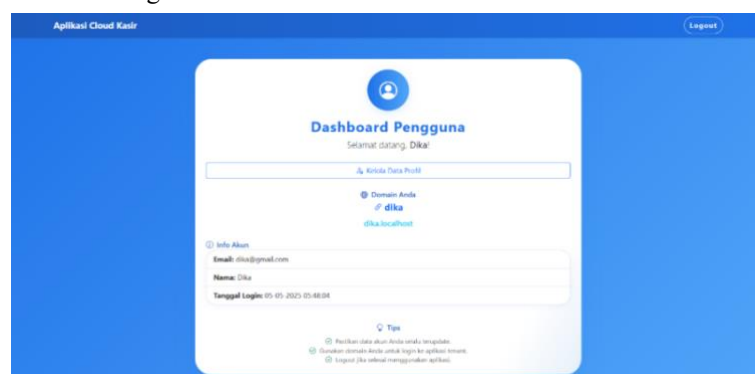 Aplikasi Cloud Kasir
Logout
Dashboard Pengguna
Selamat datang, Dika!
Kelola Data Profil
Domain Anda
dika
dika.localhost
Info Akun
Email: dika@gmail.com
Nama: Dika
Tanggal Login: 05-05-2025 05:48:04
Tips
Pastikan data akun Anda selalu terupdate.
Gunakan domain Anda untuk login ke aplikasi tenant.
Logout jika selesai menggunakan aplikasi.